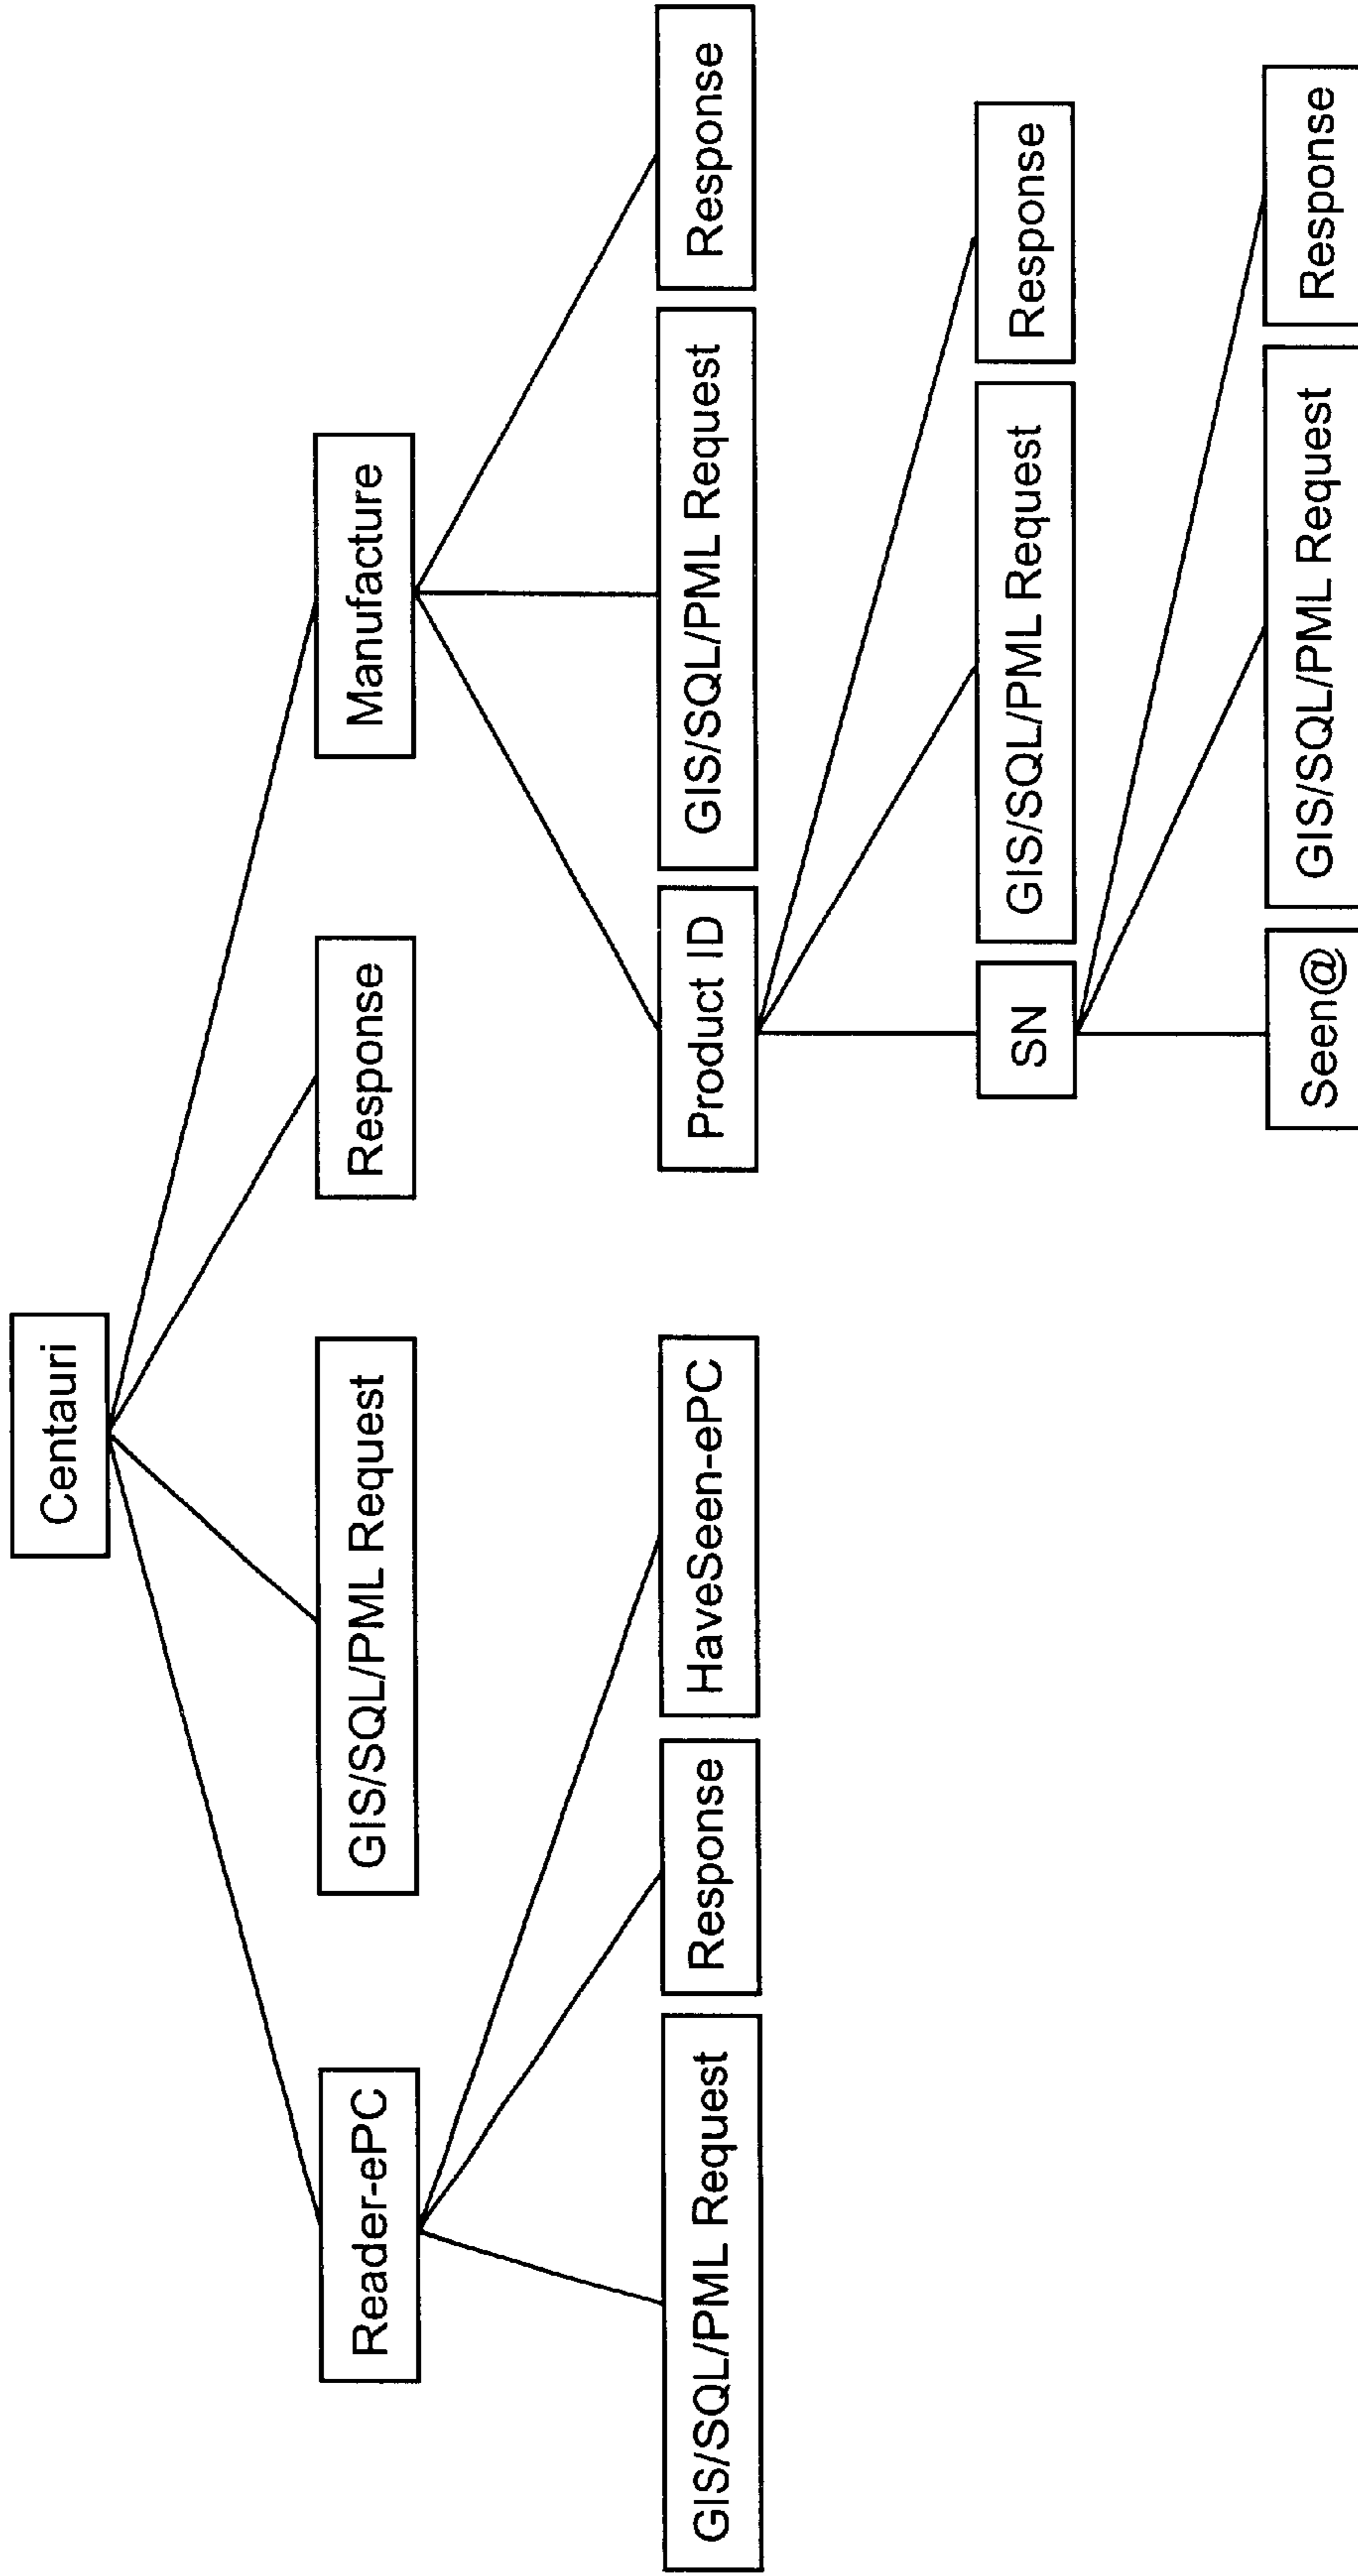 Centauri
Reader-ePC
GIS/SQL/PML Request
Response
Manufacture
GIS/SQL/PML Request
Response
HaveSeen-ePC
Product ID
GIS/SQL/PML Request
Response
SN
GIS/SQL/PML Request
Response
Seen@
GIS/SQL/PML Request
Response